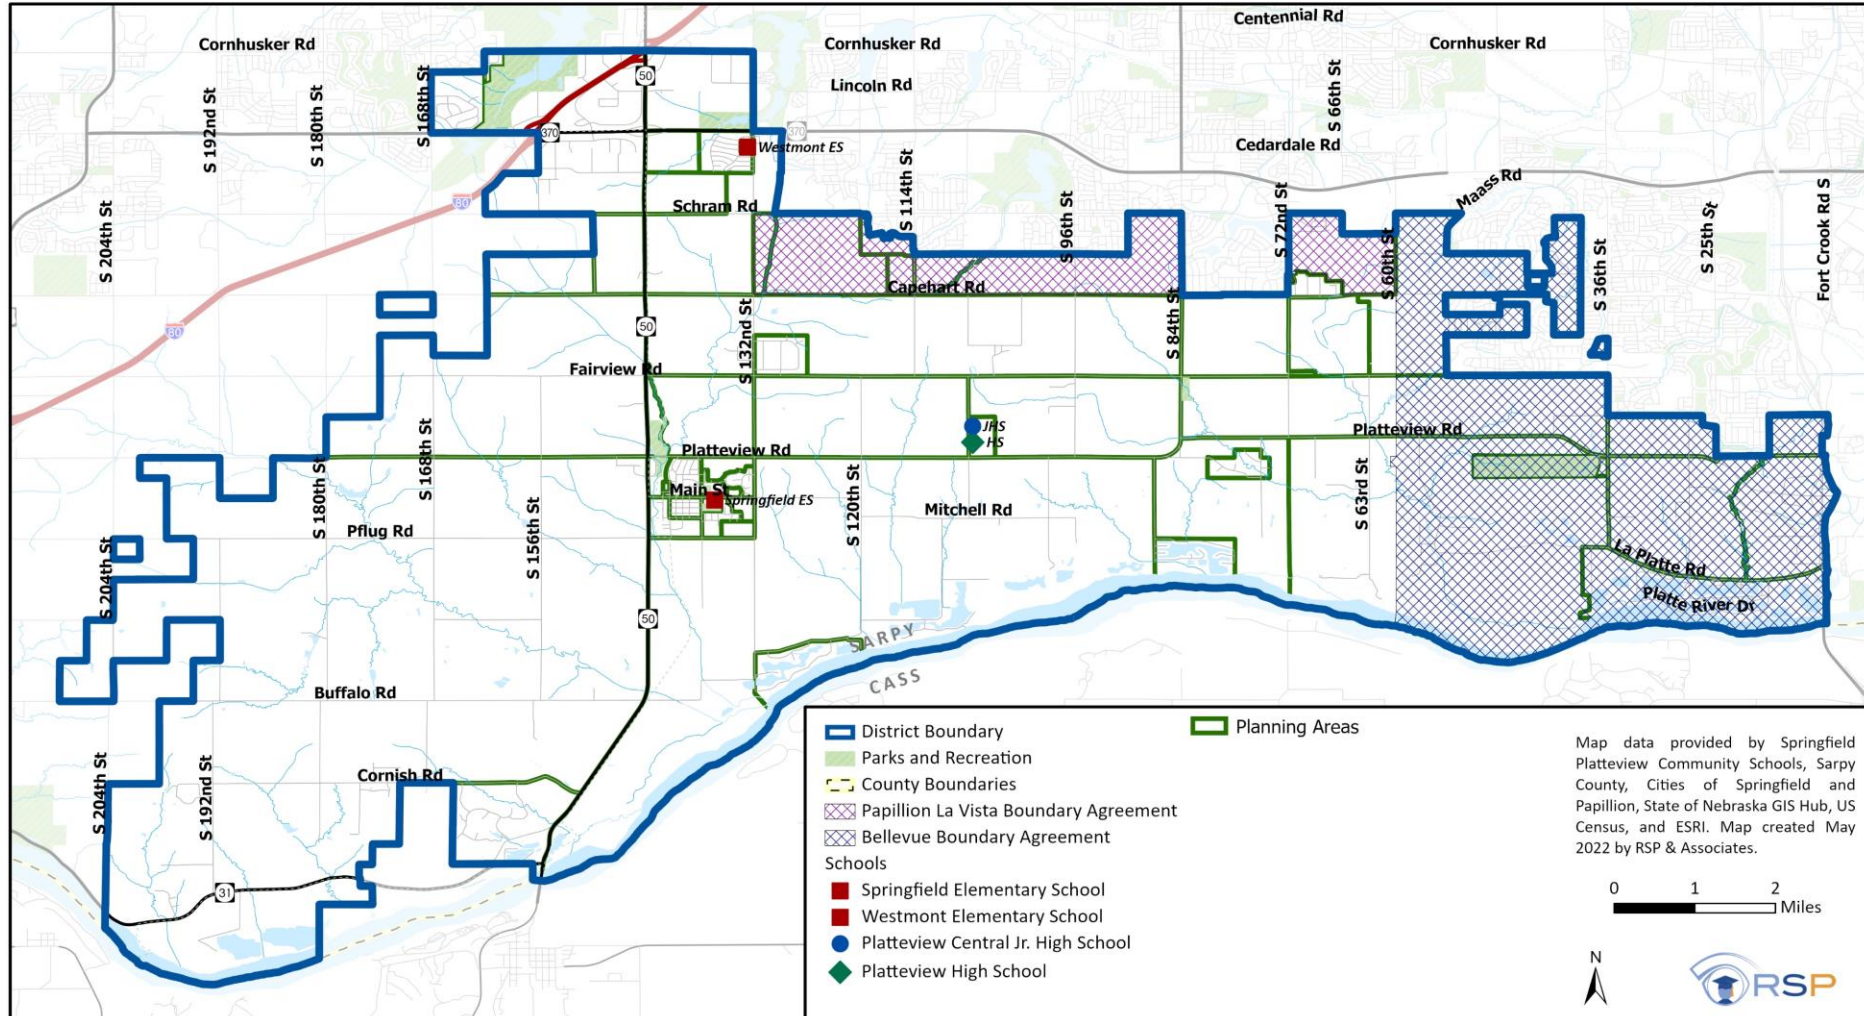 Centennial Rd
Cornhusker Rd
Cornhusker Rd
Cornhusker Rd
50
Lincoln Rd
S 192nd St
S 180th St
S 168th St
S 66th St
370
370
Westmont ES
Cedardale Rd
S 204th St
80
Schram Rd
S 114th St
S 96th St
S 72nd St
Maass Rd
S 60th St
S 36th St
S 25th St
Fort Crook Rd S
Capehart Rd
80
50
S 132nd St
S 84th St
Fairview Rd
JHS
HS
Platteview Rd
Platteview Rd
S 168th St
S 180th St
Main St
Springfield ES
S 156th St
S 120th St
Mitchell Rd
S 63rd St
Pflug Rd
S 204th St
La Platte Rd
Platte River Dr
50
SARPY
CASS
Buffalo Rd
Cornish Rd
S 204th St
S 192nd St
31
District Boundary
Parks and Recreation
County Boundaries
Papillion La Vista Boundary Agreement
Bellevue Boundary Agreement
Schools
Springfield Elementary School
Westmont Elementary School
Platteview Central Jr. High School
Platteview High School
Planning Areas
Map data provided by Springfield
Platteview Community Schools, Sarpy
County, Cities of Springfield and
Papillion, State of Nebraska GIS Hub, US
Census, and ESRI. Map created May
2022 by RSP & Associates.
0 1 2
Miles
N
RSP